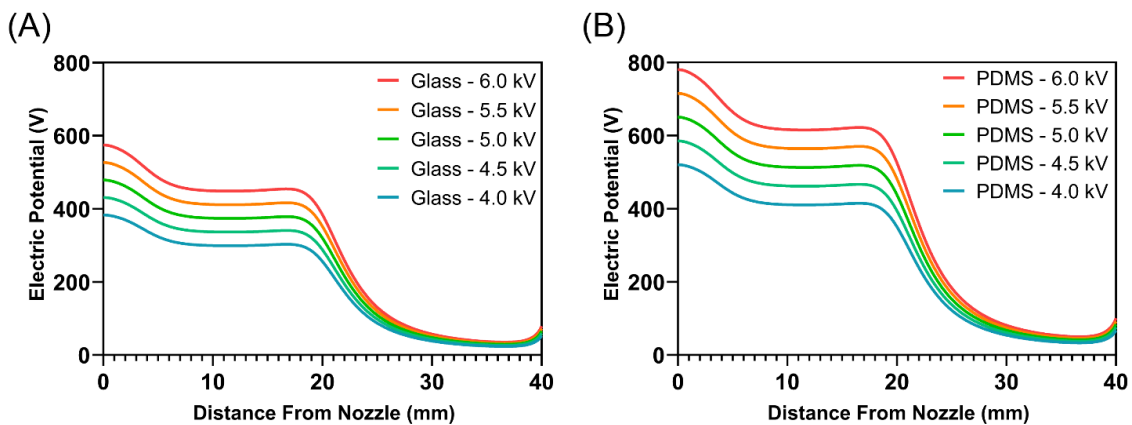 (A)
Electric Potential (V)
800
600
400
200
0
Glass - 6.0 kV
Glass - 5.5 kV
Glass - 5.0 kV
Glass - 4.5 kV
Glass - 4.0 kV
0 10 20 30 40
Distance From Nozzle (mm)
(B)
Electric Potential (V)
800
600
400
200
0
PDMS - 6.0 kV
PDMS - 5.5 kV
PDMS - 5.0 kV
PDMS - 4.5 kV
PDMS - 4.0 kV
0 10 20 30 40
Distance From Nozzle (mm)